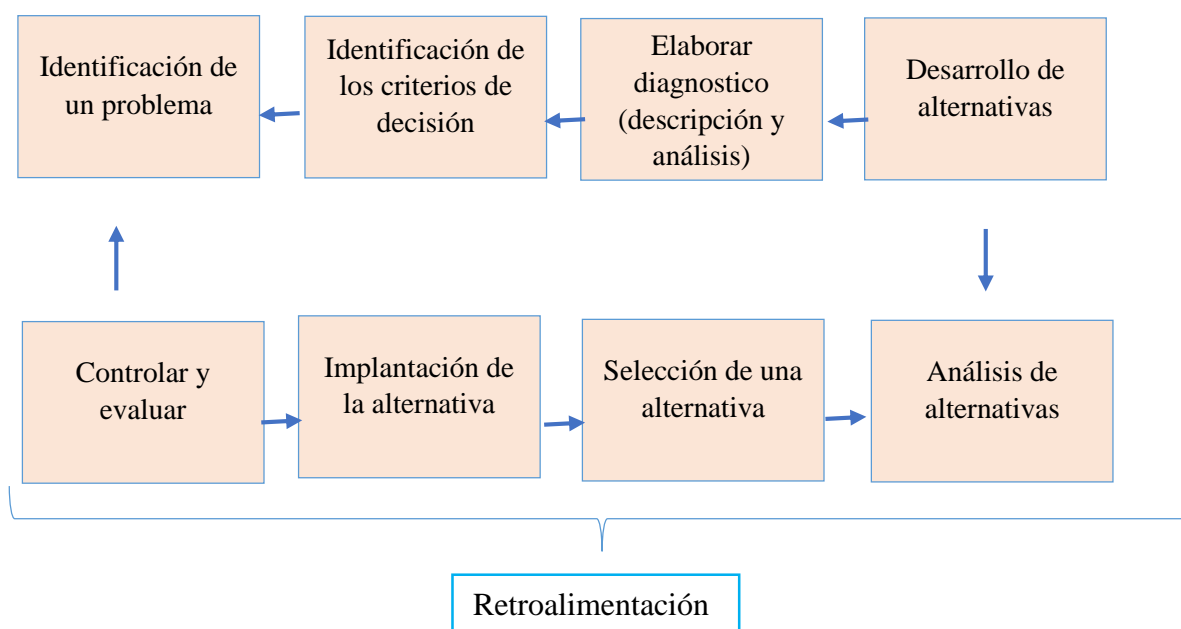 Identificación de
un problema
Identificación de
los criterios de
decisión
Elaborar
diagnostico
(descripción y
análisis)
Desarrollo de
alternativas
Controlar y
evaluar
Implantación de
la alternativa
Selección de una
alternativa
Análisis de
alternativas
Retroalimentación